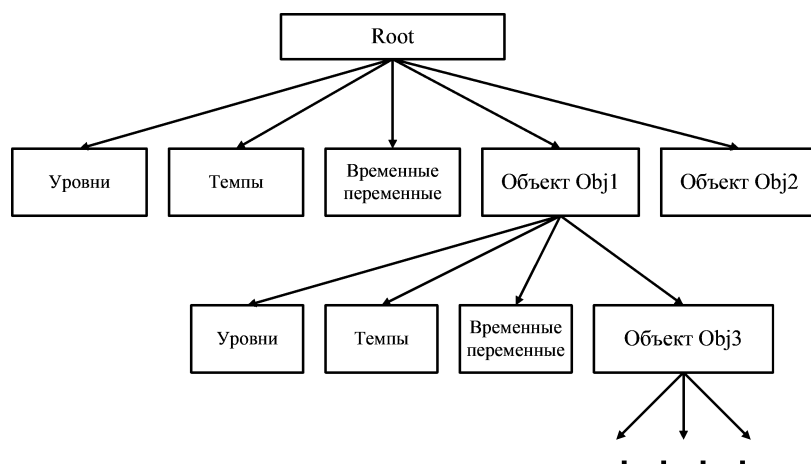 Root
Уровни
Темпы
Временные
переменные
Объект Obj1
Объект Obj2
Уровни
Темпы
Временные
переменные
Объект Obj3